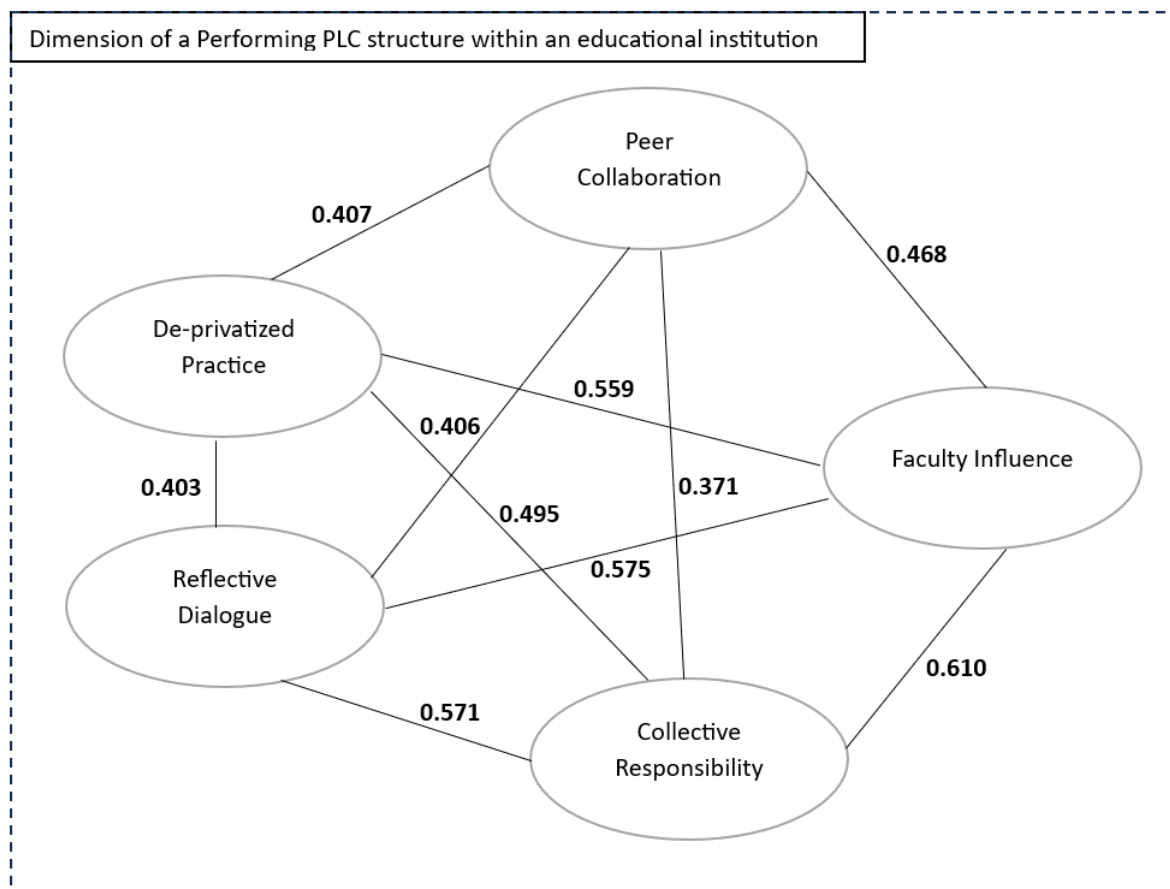 Dimension of a Performing PLC structure within an educational institution
Peer
Collaboration
0.407
0.468
De-privatized
Practice
0.559
0.406
Faculty Influence
0.403
0.371
0.495
0.575
Reflective
Dialogue
0.610
0.571
Collective
Responsibility